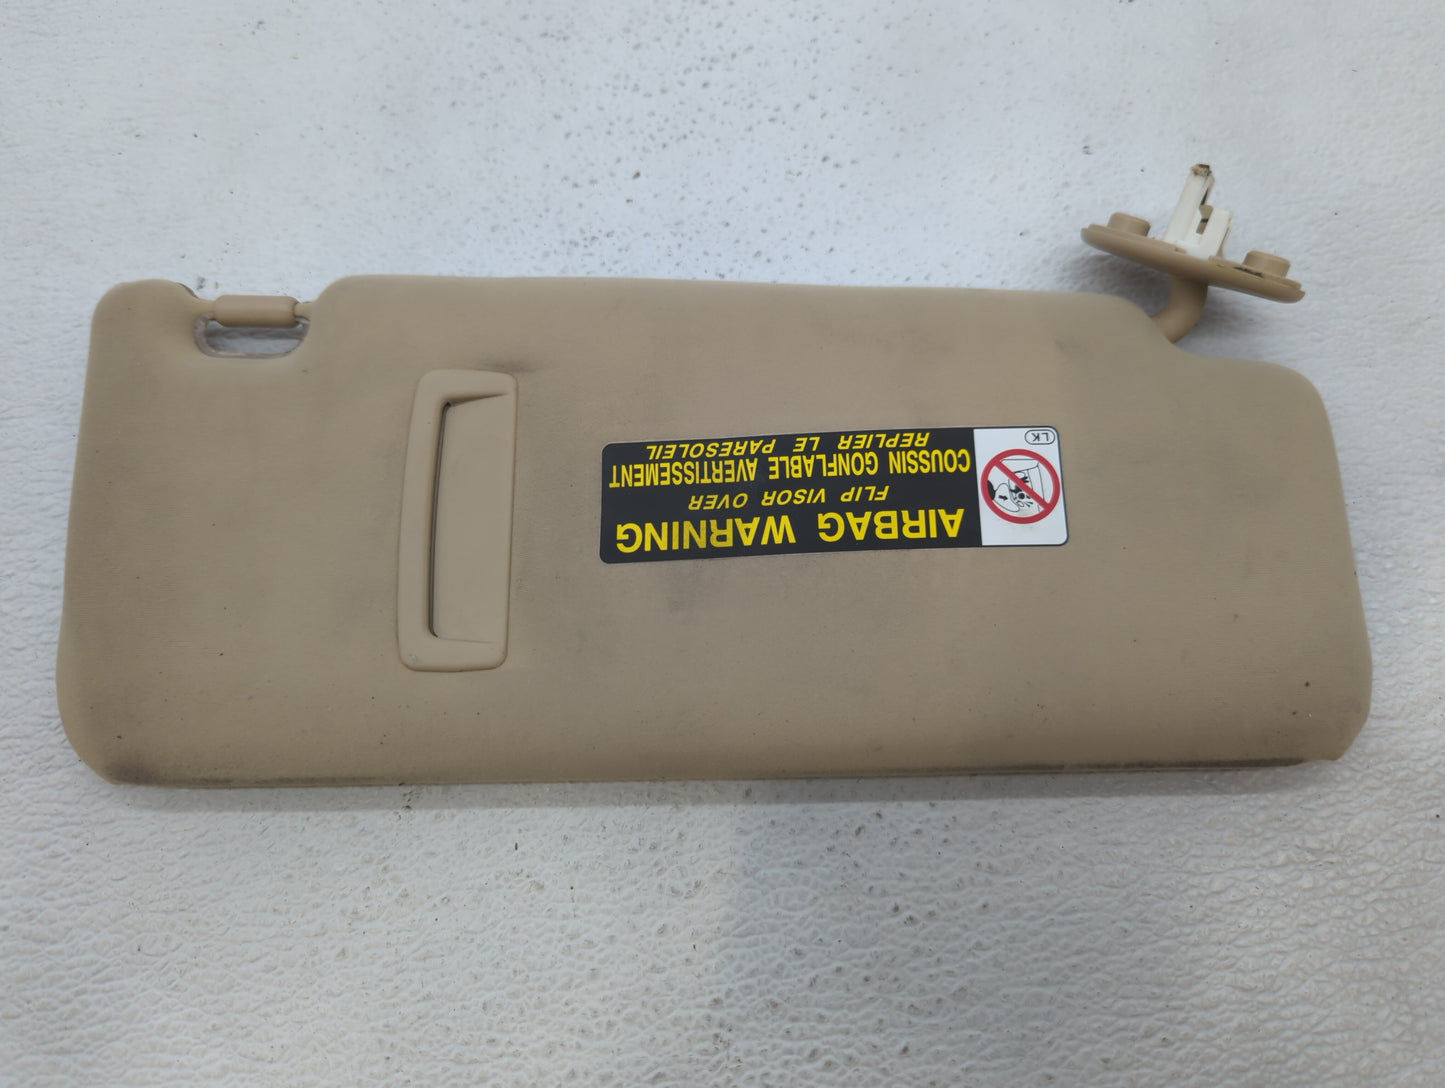 AIRBAG WARNING
FLIP VISOR OVER
COUSSIN GONFLABLE AVERTISSEMENT
REPLIER LE PARESOLEIL
LK